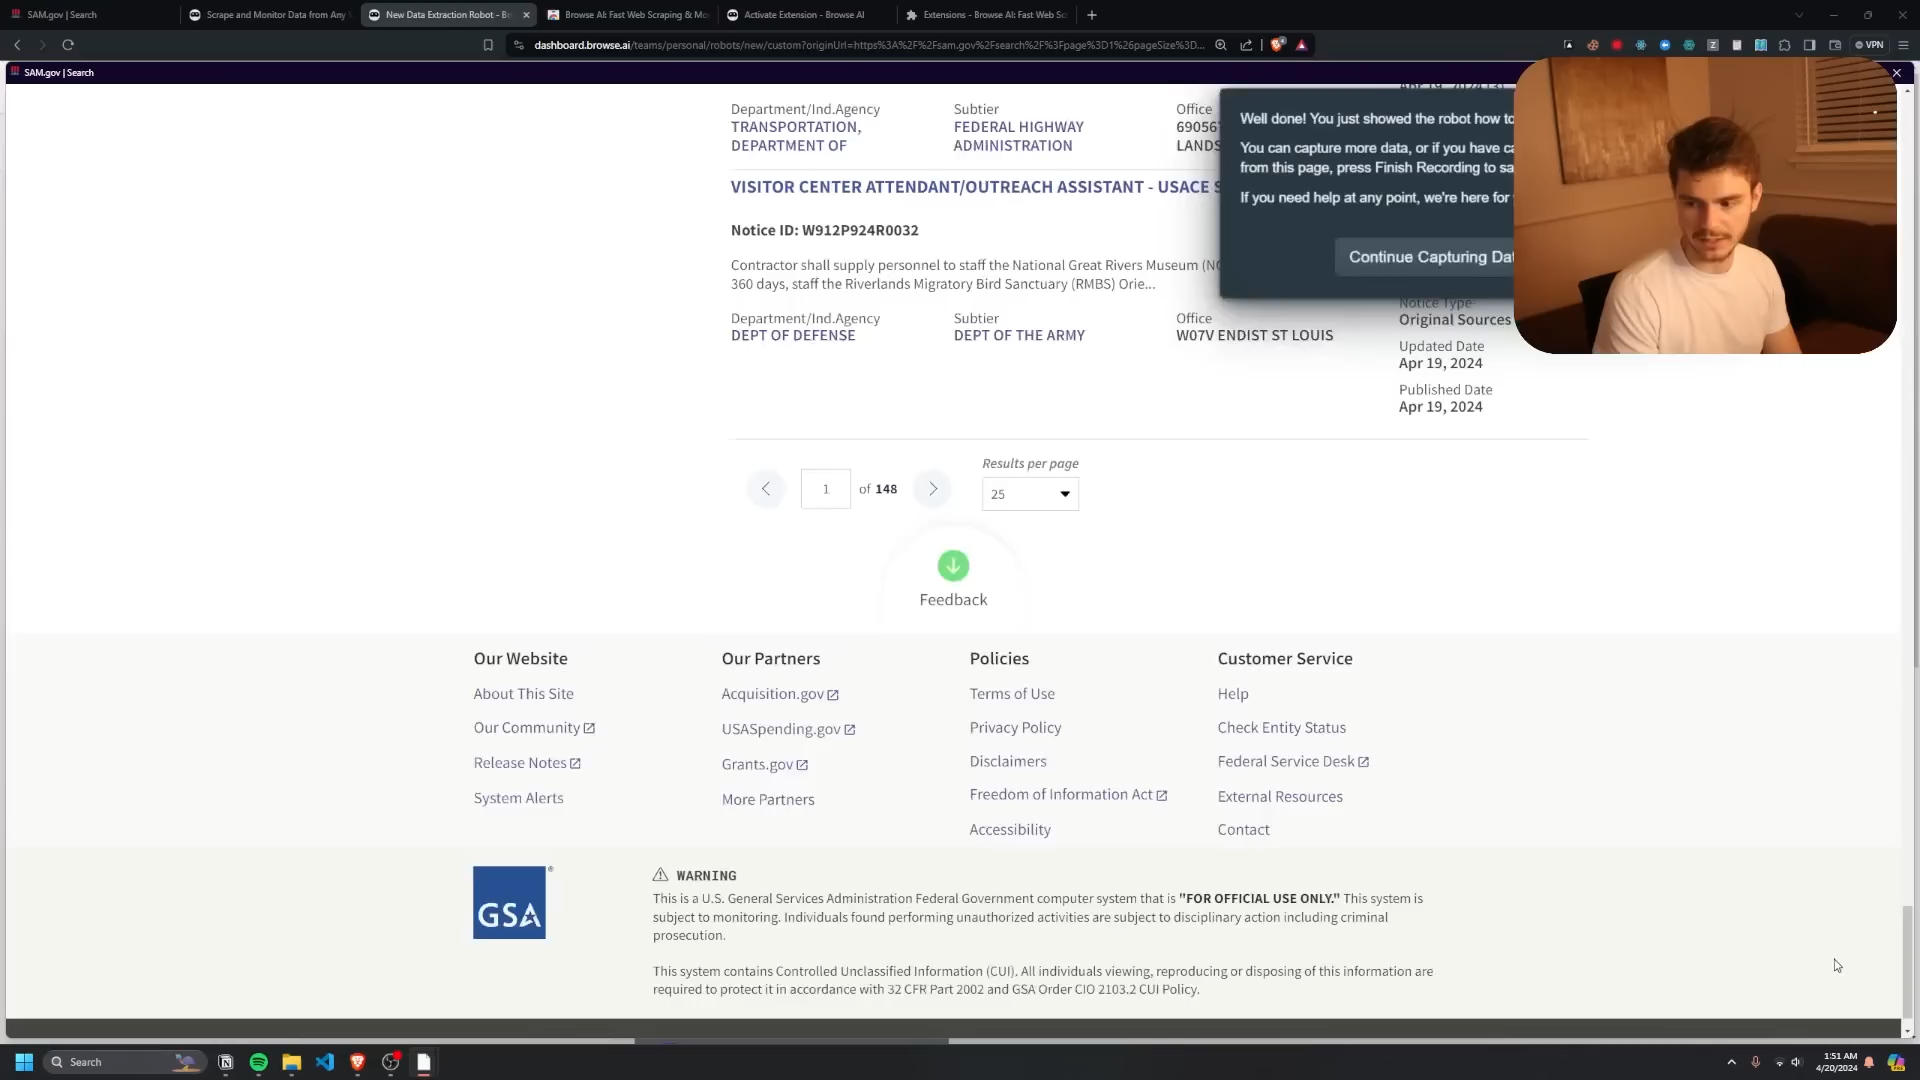 SAM.gov | Search
Scrape and Monitor Data from Any
New Data Extraction Robot - B
Browse AI: Fast Web Scraping & Mo
Activate Extension - Browse AI
Extensions - Browse AI: Fast Web Sc
dashboard.browse.ai/teams/personal/robots/new/custom?originUrl=https%3A%2F%2Fsam.gov%2Fsearch%2F%3Fpage%3D1%26pageSize%3D...
VPN
SAM.gov | Search
Department/Ind.Agency
TRANSPORTATION,
DEPARTMENT OF
Subtier
FEDERAL HIGHWAY
ADMINISTRATION
Office
69056
LANDS
Well done! You just showed the robot how to
You can capture more data, or if you have ca
from this page, press Finish Recording to sa
If you need help at any point, we're here for
Continue Capturing Dat
VISITOR CENTER ATTENDANT/OUTREACH ASSISTANT - USACE S
Notice ID: W912P924R0032
Contractor shall supply personnel to staff the National Great Rivers Museum (NG
360 days, staff the Riverlands Migratory Bird Sanctuary (RMBS) Orie...
Department/Ind.Agency
DEPT OF DEFENSE
Subtier
DEPT OF THE ARMY
Office
W07V ENDIST ST LOUIS
Notice Type
Original Sources
Updated Date
Apr 19, 2024
Published Date
Apr 19, 2024
1 of 148
Results per page
25
Feedback
Our Website
About This Site
Our Community
Release Notes
System Alerts
Our Partners
Acquisition.gov
USASpending.gov
Grants.gov
More Partners
Policies
Terms of Use
Privacy Policy
Disclaimers
Freedom of Information Act
Accessibility
Customer Service
Help
Check Entity Status
Federal Service Desk
External Resources
Contact
GSA
®
WARNING
This is a U.S. General Services Administration Federal Government computer system that is "FOR OFFICIAL USE ONLY." This system is
subject to monitoring. Individuals found performing unauthorized activities are subject to disciplinary action including criminal
prosecution.
This system contains Controlled Unclassified Information (CUI). All individuals viewing, reproducing or disposing of this information are
required to protect it in accordance with 32 CFR Part 2002 and GSA Order CIO 2103.2 CUI Policy.
Search
1:51 AM
4/20/2024